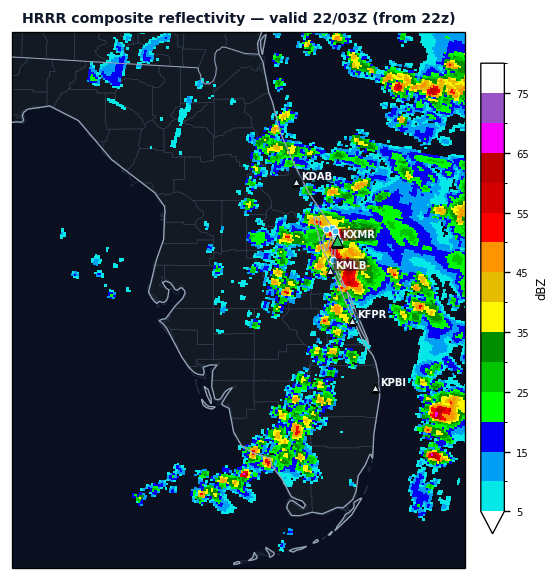 HRRR composite reflectivity — valid 22/03Z (from 22z)
KDAB
KXMR
KMLB
KFPR
KPBI
75
65
55
45
35
25
15
5
dBZ